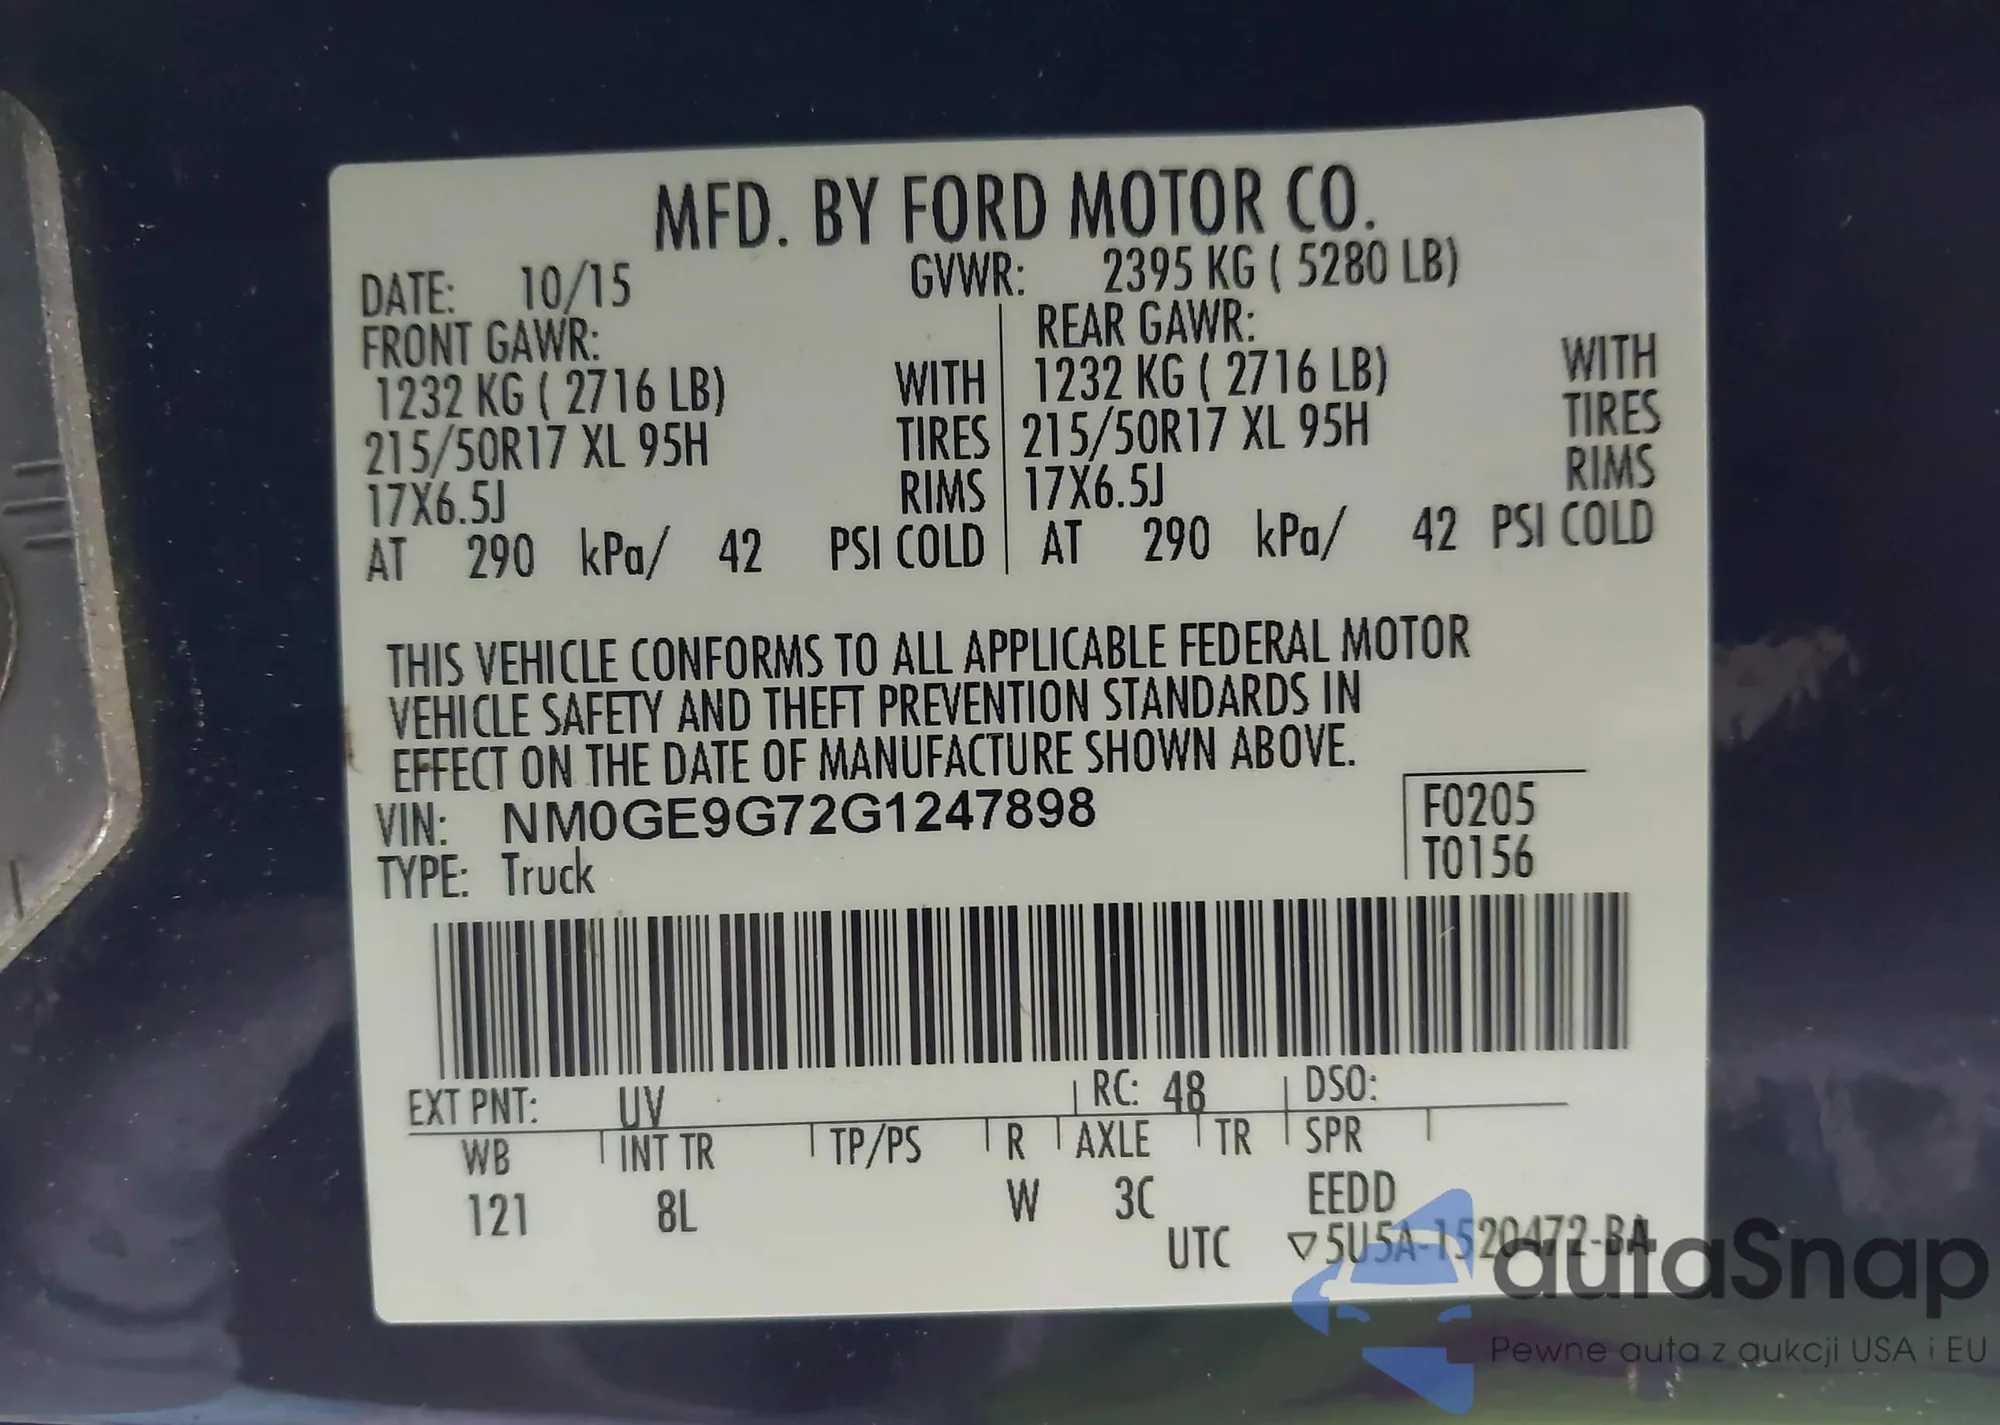 MFD. BY FORD MOTOR CO.
DATE: 10/15 GVWR: 2395 KG ( 5280 LB)
FRONT GAWR: REAR GAWR:
1232 KG ( 2716 LB) WITH 1232 KG ( 2716 LB) WITH
215/50R17 XL 95H TIRES 215/50R17 XL 95H TIRES
17X6.5J RIMS 17X6.5J RIMS
AT 290 kPa/ 42 PSI COLD AT 290 kPa/ 42 PSI COLD
THIS VEHICLE CONFORMS TO ALL APPLICABLE FEDERAL MOTOR
VEHICLE SAFETY AND THEFT PREVENTION STANDARDS IN
EFFECT ON THE DATE OF MANUFACTURE SHOWN ABOVE.
VIN: NM0GE9G72G1247898 F0205
TYPE: Truck T0156
EXT PNT: UV RC: 48 DSO:
WB INT TR TP/PS R AXLE TR SPR
121 8L W 3C EEDD
UTC ▽5U5A-1520472-BA
autaSnap
Pewne auta z aukcji USA i EU